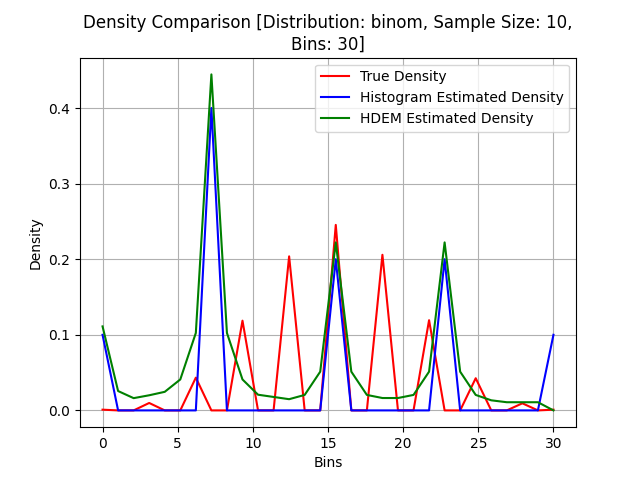 Density Comparison [Distribution: binom, Sample Size: 10,
Bins: 30]
True Density
Histogram Estimated Density
HDEM Estimated Density
Density
0.4
0.3
0.2
0.1
0.0
0 5 10 15 20 25 30
Bins